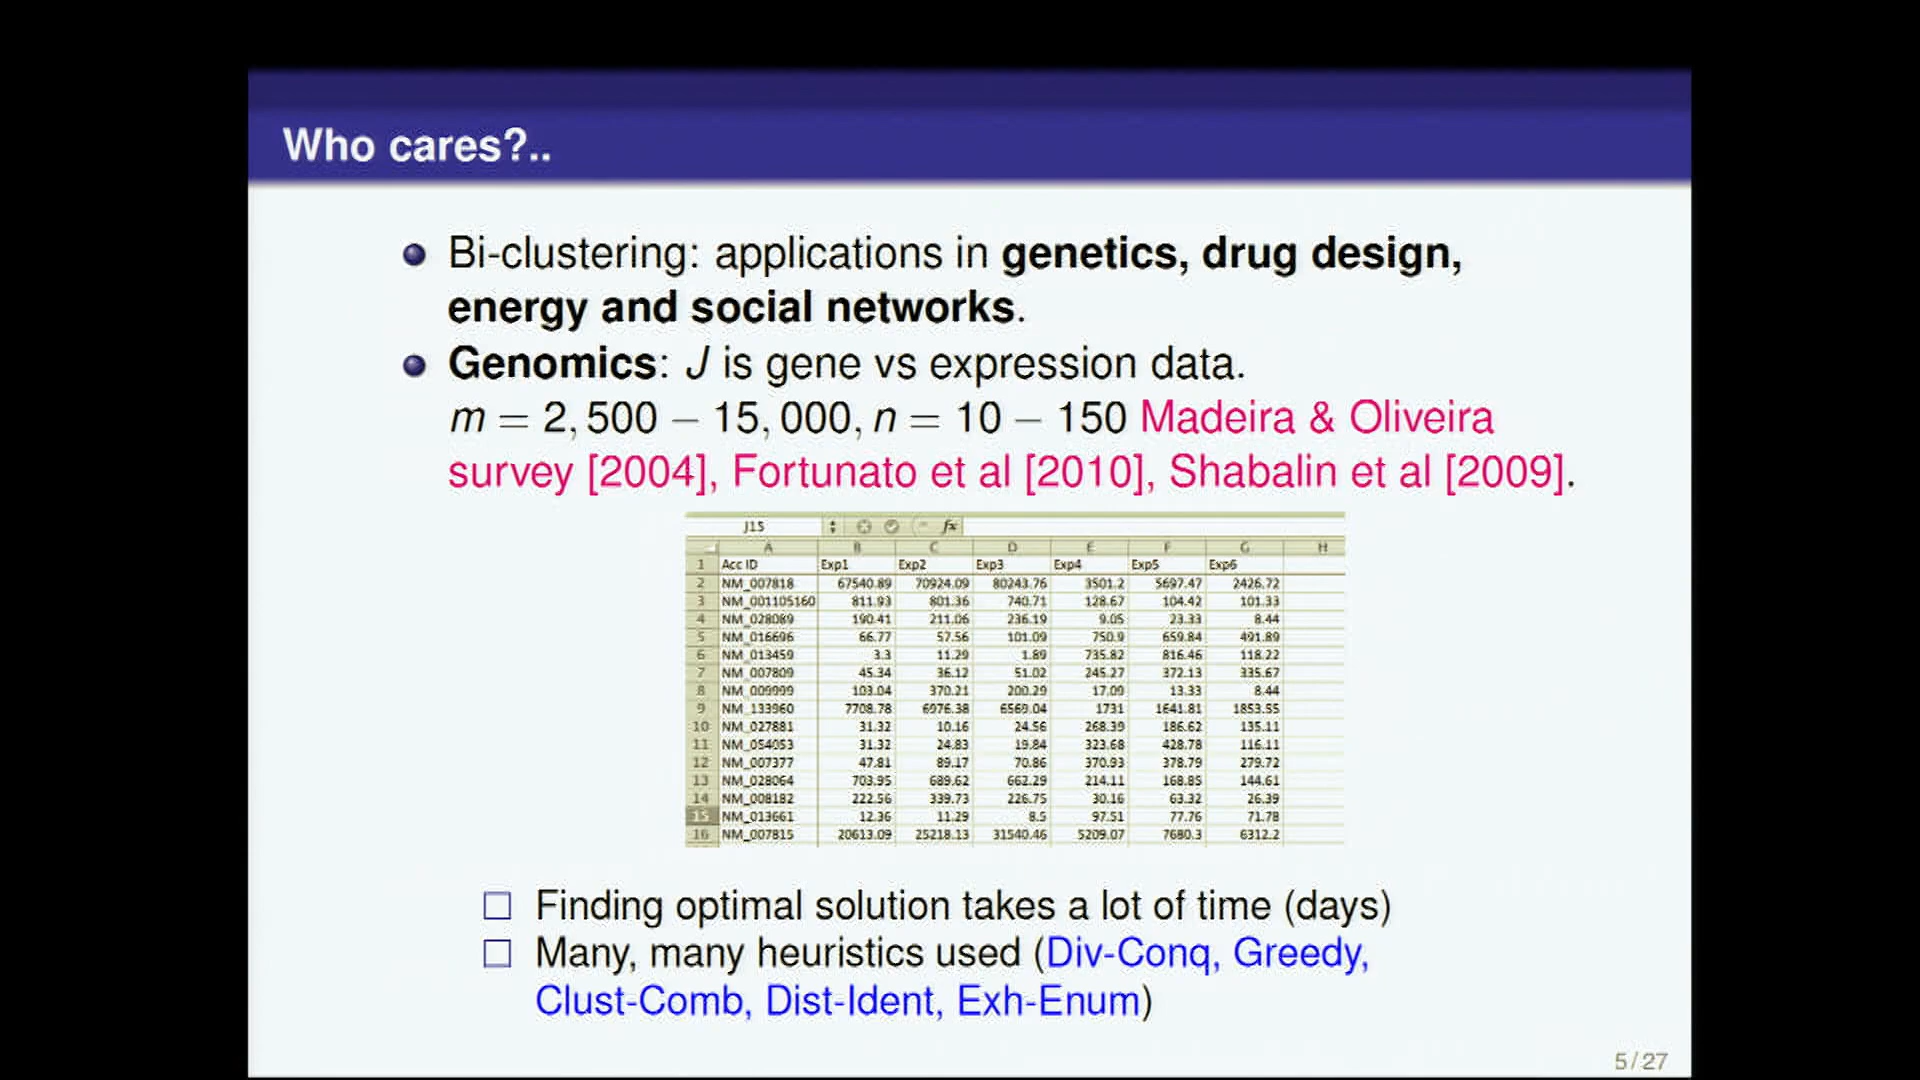 Who cares?..
Bi-clustering: applications in genetics, drug design,
energy and social networks.
Genomics: J is gene vs expression data.
m = 2, 500 − 15, 000, n = 10 − 150 Madeira & Oliveira
survey [2004], Fortunato et al [2010], Shabalin et al [2009].
J15 fx
A B C D E F G H
1 Acc ID Exp1 Exp2 Exp3 Exp4 Exp5 Exp6
2 NM_007818 67540.89 70924.09 80243.76 3501.2 5697.47 2426.72
3 NM_001105160 811.93 801.36 740.71 128.67 104.42 101.33
4 NM_028089 190.41 211.06 236.19 9.05 23.33 8.44
5 NM_016696 66.77 57.56 101.09 750.9 659.84 491.89
6 NM_013459 3.3 11.29 1.89 735.82 816.46 118.22
7 NM_007809 45.34 36.12 51.02 245.27 372.13 335.67
8 NM_009999 103.04 370.21 200.29 17.09 13.33 8.44
9 NM_133960 7708.78 6976.38 6569.04 1731 1641.81 1853.55
10 NM_027881 31.32 10.16 24.56 268.39 186.62 135.11
11 NM_054053 31.32 24.83 19.84 323.68 428.78 116.11
12 NM_007377 47.81 89.17 70.86 370.93 378.79 279.72
13 NM_028064 703.95 689.62 662.29 214.11 168.85 144.61
14 NM_008182 222.56 339.73 226.75 30.16 63.32 26.39
15 NM_013661 12.36 11.29 8.5 97.51 77.76 71.78
16 NM_007815 20613.09 25218.13 31540.46 5209.07 7680.3 6312.2
Finding optimal solution takes a lot of time (days)
Many, many heuristics used (Div-Conq, Greedy,
Clust-Comb, Dist-Ident, Exh-Enum)
5 / 27